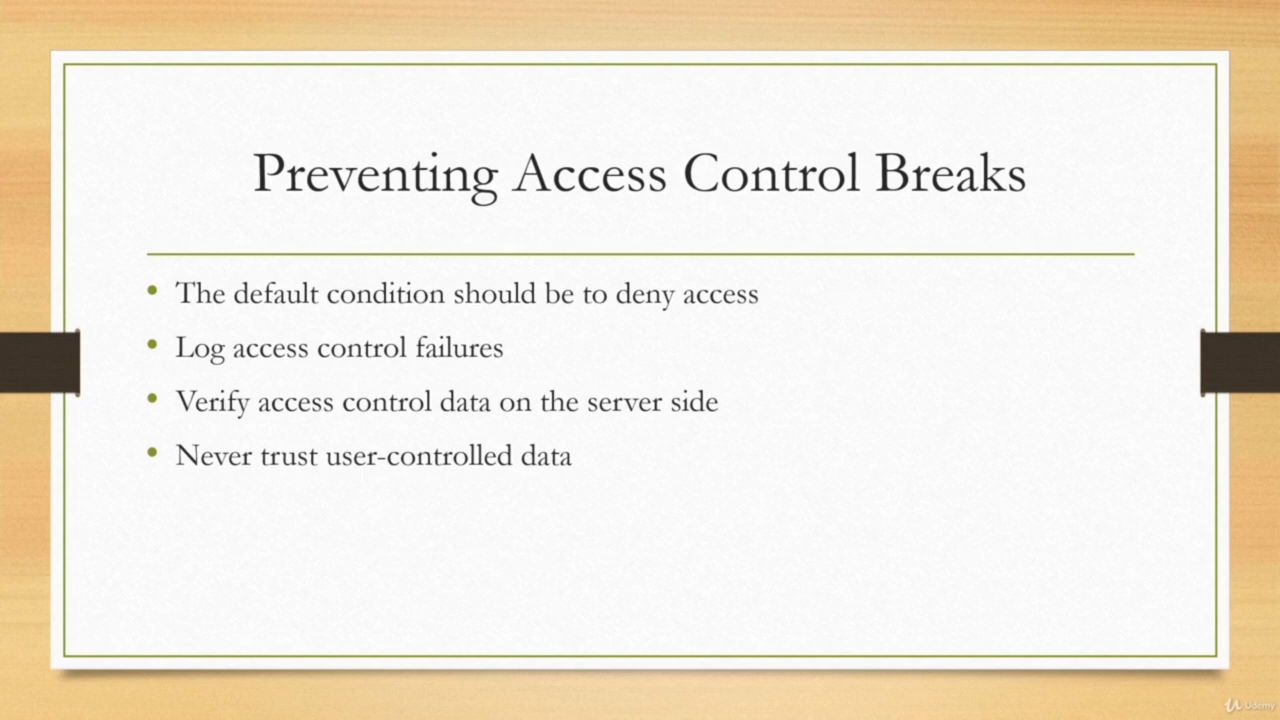 Preventing Access Control Breaks
• The default condition should be to deny access
• Log access control failures
• Verify access control data on the server side
• Never trust user-controlled data
Udemy